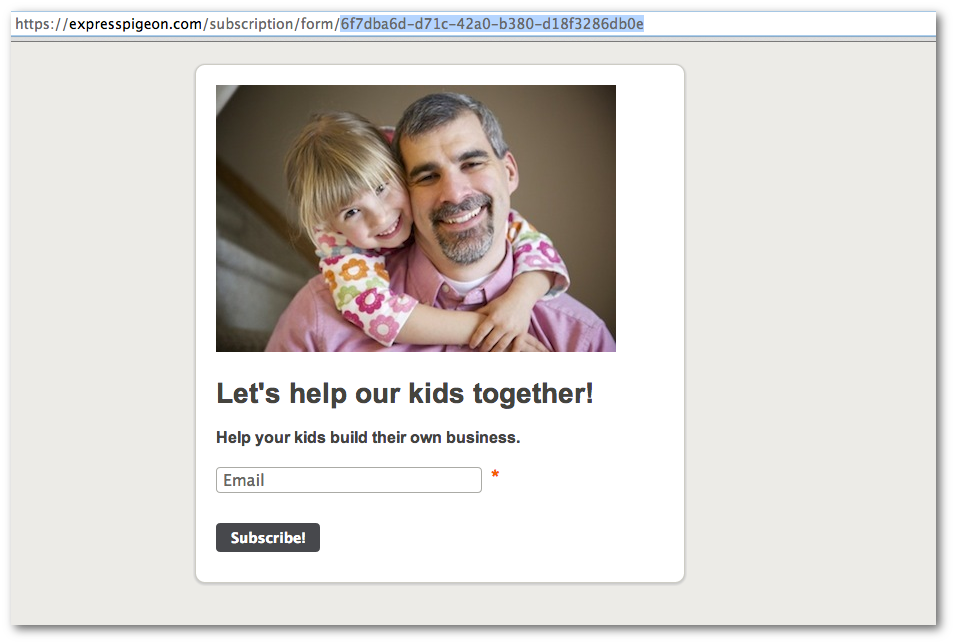 https://expresspigeon.com/subscription/form/6f7dba6d-d71c-42a0-b380-d18f3286db0e
Let's help our kids together!
Help your kids build their own business.
Email *
Subscribe!